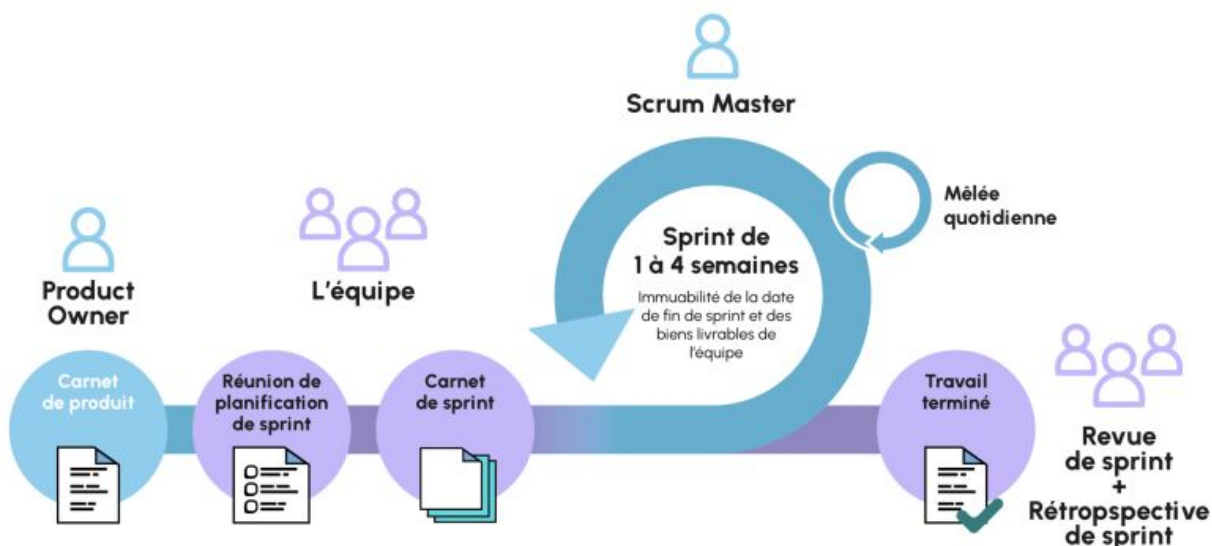 Scrum Master
Mêlée
quotidienne
Sprint de
1 à 4 semaines
Immuabilité de la date
de fin de sprint et des
biens livrables de
l'équipe
Product
Owner
L'équipe
Carnet
de produit
Réunion de
planification
de sprint
Carnet
de sprint
Travail
terminé
Revue
de sprint
+
Rétropspective
de sprint